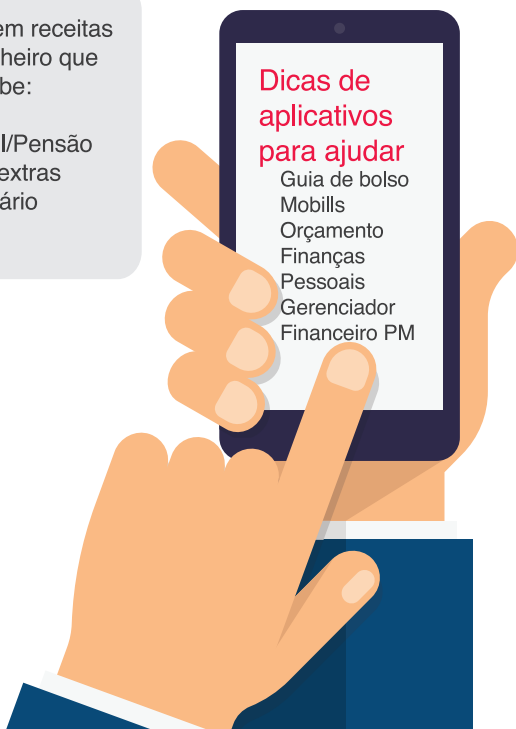 em receitas
heiro que
be:
l/Pensão
extras
ário
Dicas de
aplicativos
para ajudar
Guia de bolso
Mobills
Orçamento
Finanças
Pessoais
Gerenciador
Financeiro PM